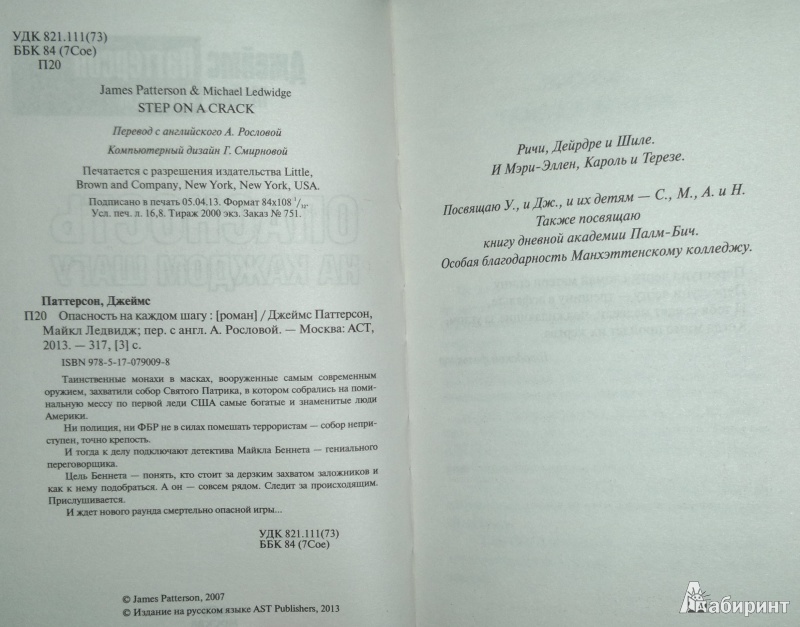 УДК 821.111(73)
ББК 84 (7Сое)
П20
James Patterson & Michael Ledwidge
STEP ON A CRACK
Перевод с английского А. Рословой
Компьютерный дизайн Г. Смирновой
Печатается с разрешения издательства Little,
Brown and Company, New York, New York, USA.
Подписано в печать 05.04.13. Формат 84x108 1/32.
Усл. печ. л. 16,8. Тираж 2000 экз. Заказ № 751.
Паттерсон, Джеймс
П20 Опасность на каждом шагу : [роман] / Джеймс Паттерсон,
Майкл Ледвидж; пер. с англ. А. Рословой. — Москва: АСТ,
2013. — 317, [3] с.
ISBN 978-5-17-079009-8
Таинственные монахи в масках, вооруженные самым современным
оружием, захватили собор Святого Патрика, в котором собрались на поми-
нальную мессу по первой леди США самые богатые и знаменитые люди
Америки.
Ни полиция, ни ФБР не в силах помешать террористам — собор непри-
ступен, точно крепость.
И тогда к делу подключают детектива Майкла Беннета — гениального
переговорщика.
Цель Беннета — понять, кто стоит за дерзким захватом заложников и
как к нему подобраться. А он — совсем рядом. Следит за происходящим.
Прислушивается.
И ждет нового раунда смертельно опасной игры...
УДК 821.111(73)
ББК 84 (7Сое)
© James Patterson, 2007
© Издание на русском языке AST Publishers, 2013
Ричи, Дейрдре и Шиле.
И Мэри-Эллен, Кароль и Терезе.
Посвящаю У., и Дж., и их детям — С., М., А. и Н.
Также посвящаю
книгу дневной академии Палм-Бич.
Особая благодарность Манхэттенскому колледжу.
Лабиринт